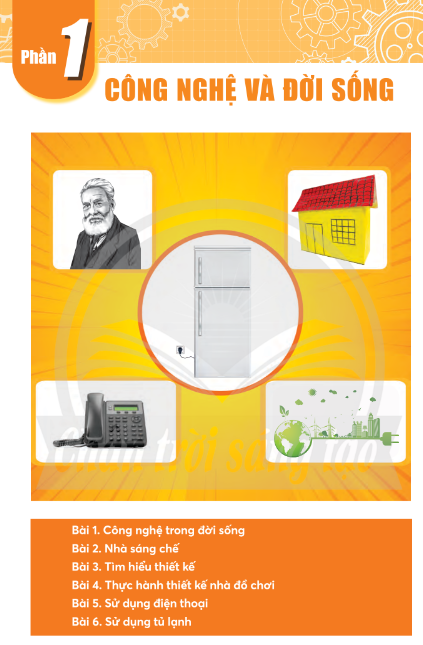 Phần 1
CÔNG NGHỆ VÀ ĐỜI SỐNG
Chân trời sáng tạo
Bài 1. Công nghệ trong đời sống
Bài 2. Nhà sáng chế
Bài 3. Tìm hiểu thiết kế
Bài 4. Thực hành thiết kế nhà đồ chơi
Bài 5. Sử dụng điện thoại
Bài 6. Sử dụng tủ lạnh